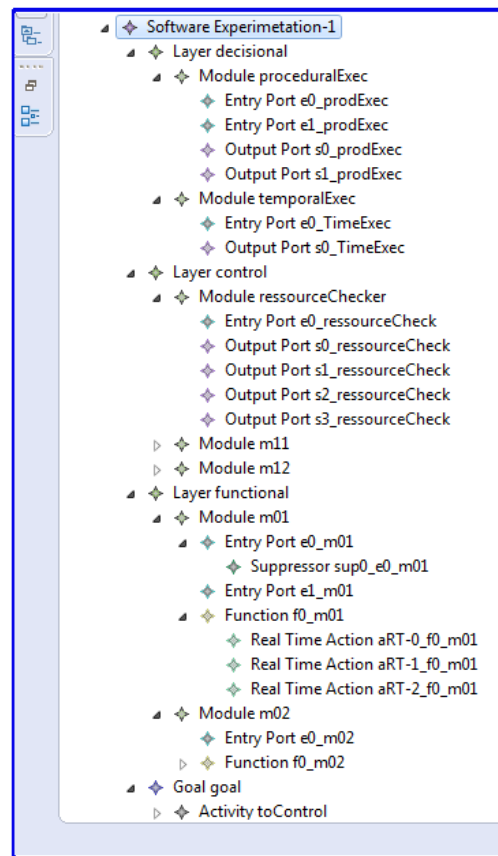 Software Experimetation-1
Layer decisional
Module proceduralExec
Entry Port e0_prodExec
Entry Port e1_prodExec
Output Port s0_prodExec
Output Port s1_prodExec
Module temporalExec
Entry Port e0_TimeExec
Output Port s0_TimeExec
Layer control
Module ressourceChecker
Entry Port e0_ressourceCheck
Output Port s0_ressourceCheck
Output Port s1_ressourceCheck
Output Port s2_ressourceCheck
Output Port s3_ressourceCheck
Module m11
Module m12
Layer functional
Module m01
Entry Port e0_m01
Suppressor sup0_e0_m01
Entry Port e1_m01
Function f0_m01
Real Time Action aRT-0_f0_m01
Real Time Action aRT-1_f0_m01
Real Time Action aRT-2_f0_m01
Module m02
Entry Port e0_m02
Function f0_m02
Goal goal
Activity toControl